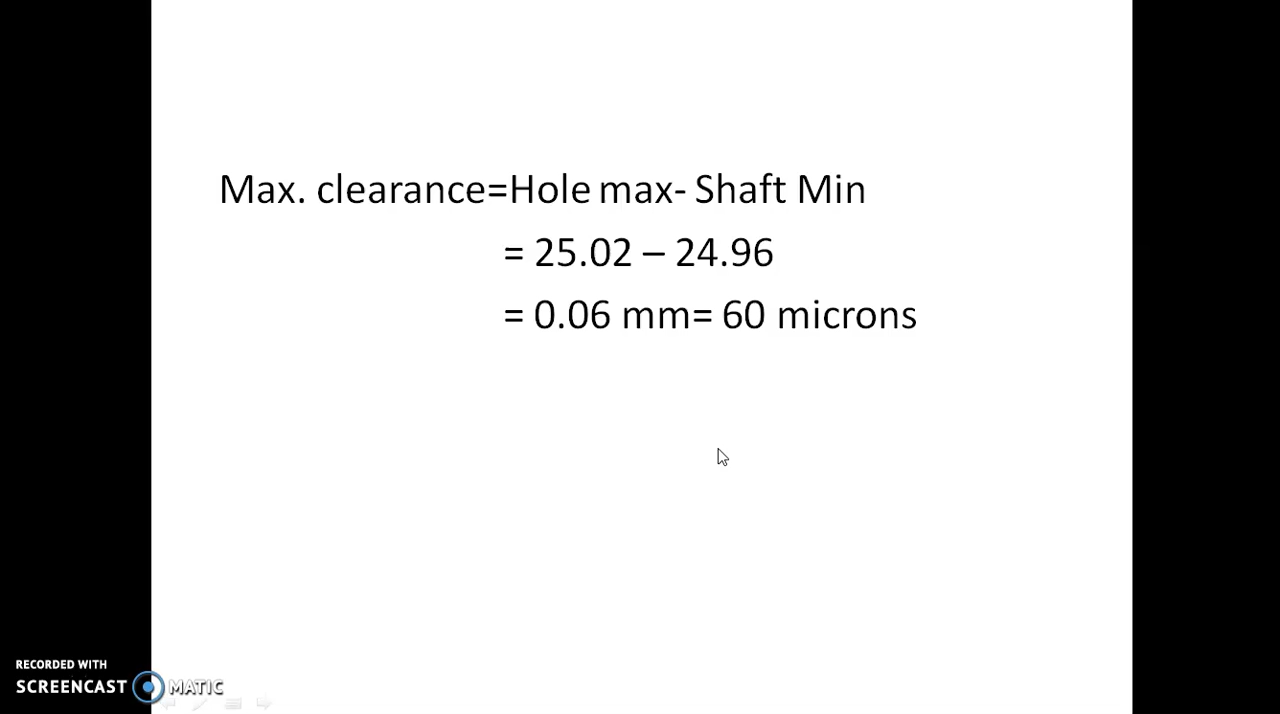 Max. clearance=Hole max- Shaft Min
= 25.02 – 24.96
= 0.06 mm= 60 microns
RECORDED WITH
SCREENCAST MATIC